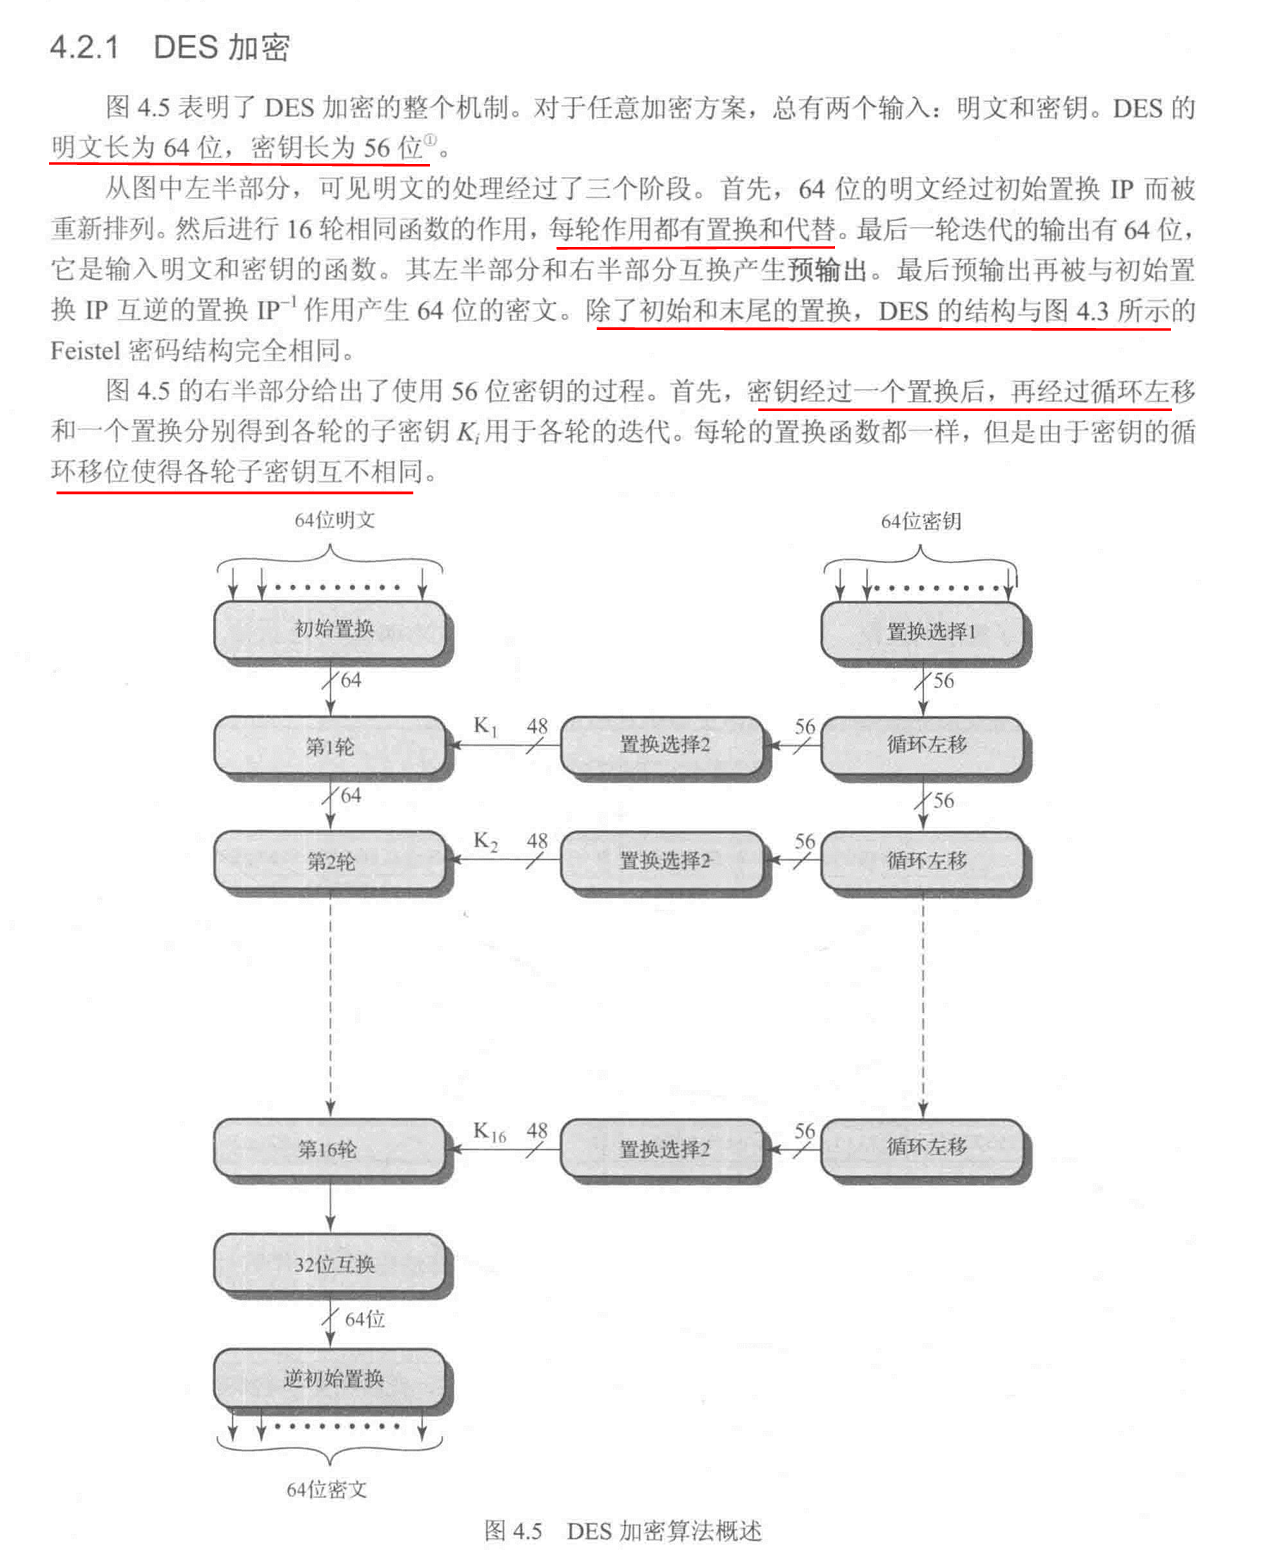 4.2.1 DES 加密
图 4.5 表明了 DES 加密的整个机制。对于任意加密方案，总有两个输入：明文和密钥。DES 的
明文长为 64 位，密钥长为 56 位①。
从图中左半部分，可见明文的处理经过了三个阶段。首先，64 位的明文经过初始置换 IP 而被
重新排列。然后进行 16 轮相同函数的作用，每轮作用都有置换和代替。最后一轮迭代的输出有 64 位，
它是输入明文和密钥的函数。其左半部分和右半部分互换产生预输出。最后预输出再被与初始置
换 IP 互逆的置换 IP⁻¹ 作用产生 64 位的密文。除了初始和末尾的置换，DES 的结构与图 4.3 所示的
Feistel 密码结构完全相同。
图 4.5 的右半部分给出了使用 56 位密钥的过程。首先，密钥经过一个置换后，再经过循环左移
和一个置换分别得到各轮的子密钥 Kᵢ 用于各轮的迭代。每轮的置换函数都一样，但是由于密钥的循
环移位使得各轮子密钥互不相同。
64位明文 64位密钥
初始置换 置换选择1
64 56
第1轮 K₁ 48 置换选择2 56 循环左移
64 56
第2轮 K₂ 48 置换选择2 56 循环左移
第16轮 K₁₆ 48 置换选择2 56 循环左移
32位互换
64位
逆初始置换
64位密文
图 4.5 DES 加密算法概述